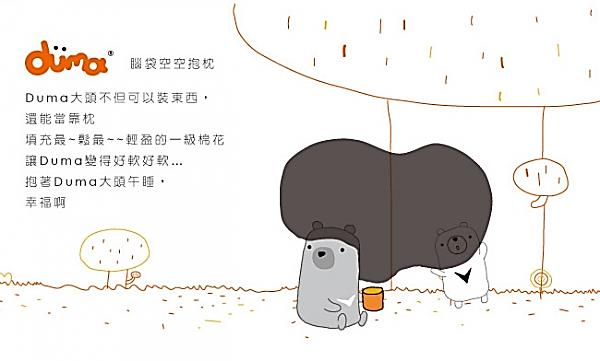 duma® 腦袋空空抱枕
Duma大頭不但可以裝東西，
還能當靠枕
填充最~鬆最~~輕盈的一級棉花
讓Duma變得好軟好軟...
抱著Duma大頭午睡，
幸福啊